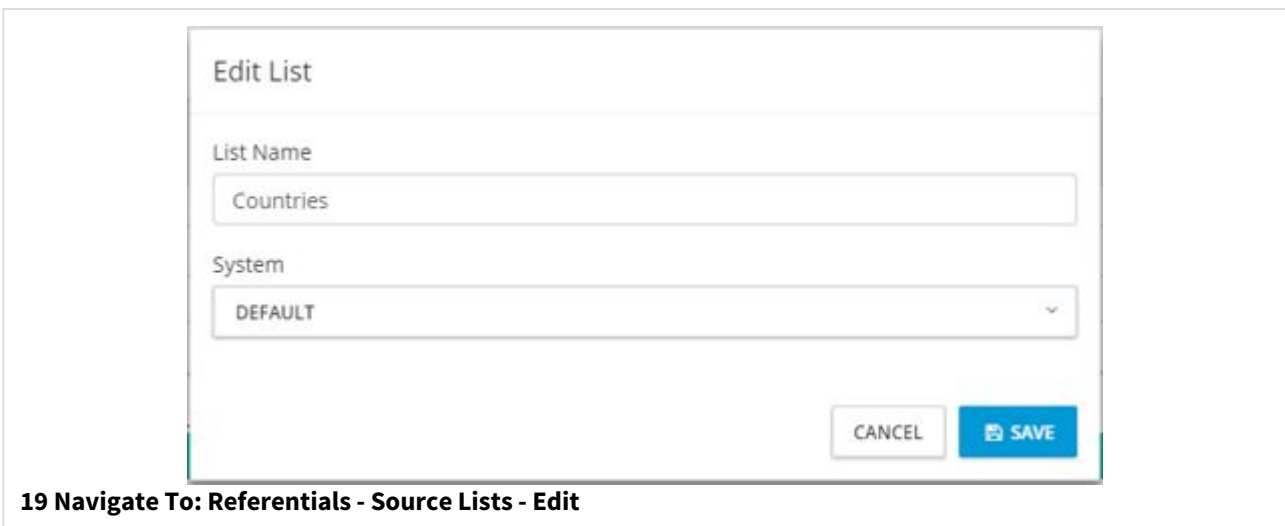 Edit List
List Name
Countries
System
DEFAULT
CANCEL SAVE
19 Navigate To: Referentials - Source Lists - Edit